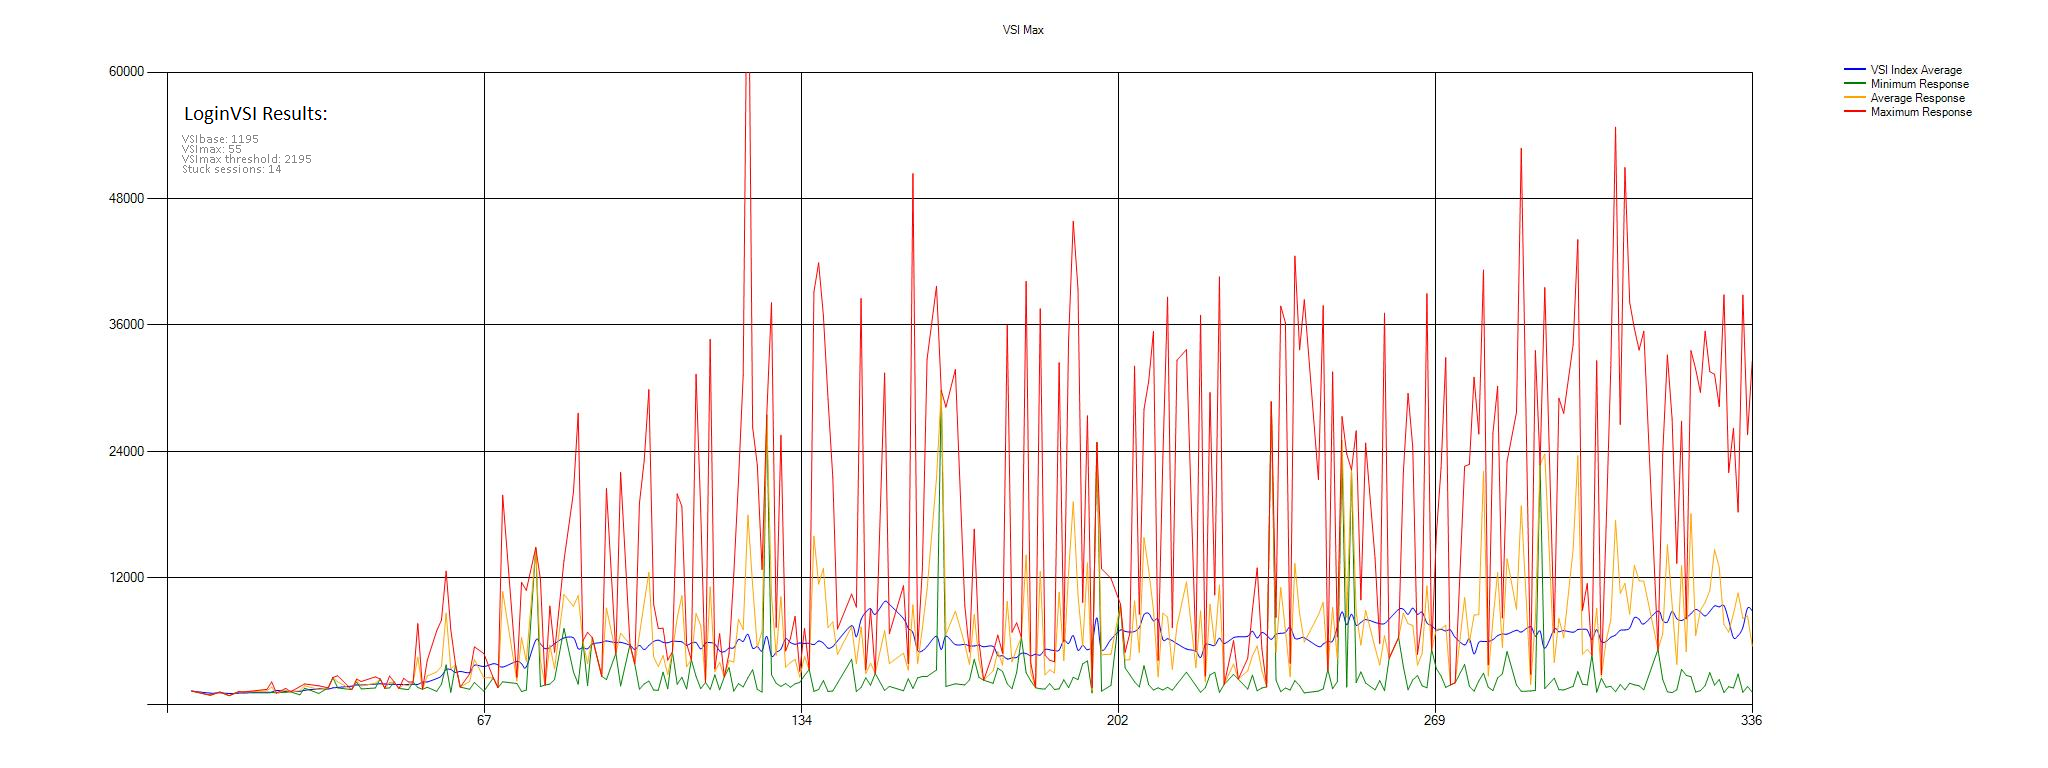 VSI Max
60000
48000
36000
24000
12000
LoginVSI Results:
VSIbase: 1195
VSImax: 55
VSImax threshold: 2195
Stuck sessions: 14
VSI Index Average
Minimum Response
Average Response
Maximum Response
67
134
202
269
336